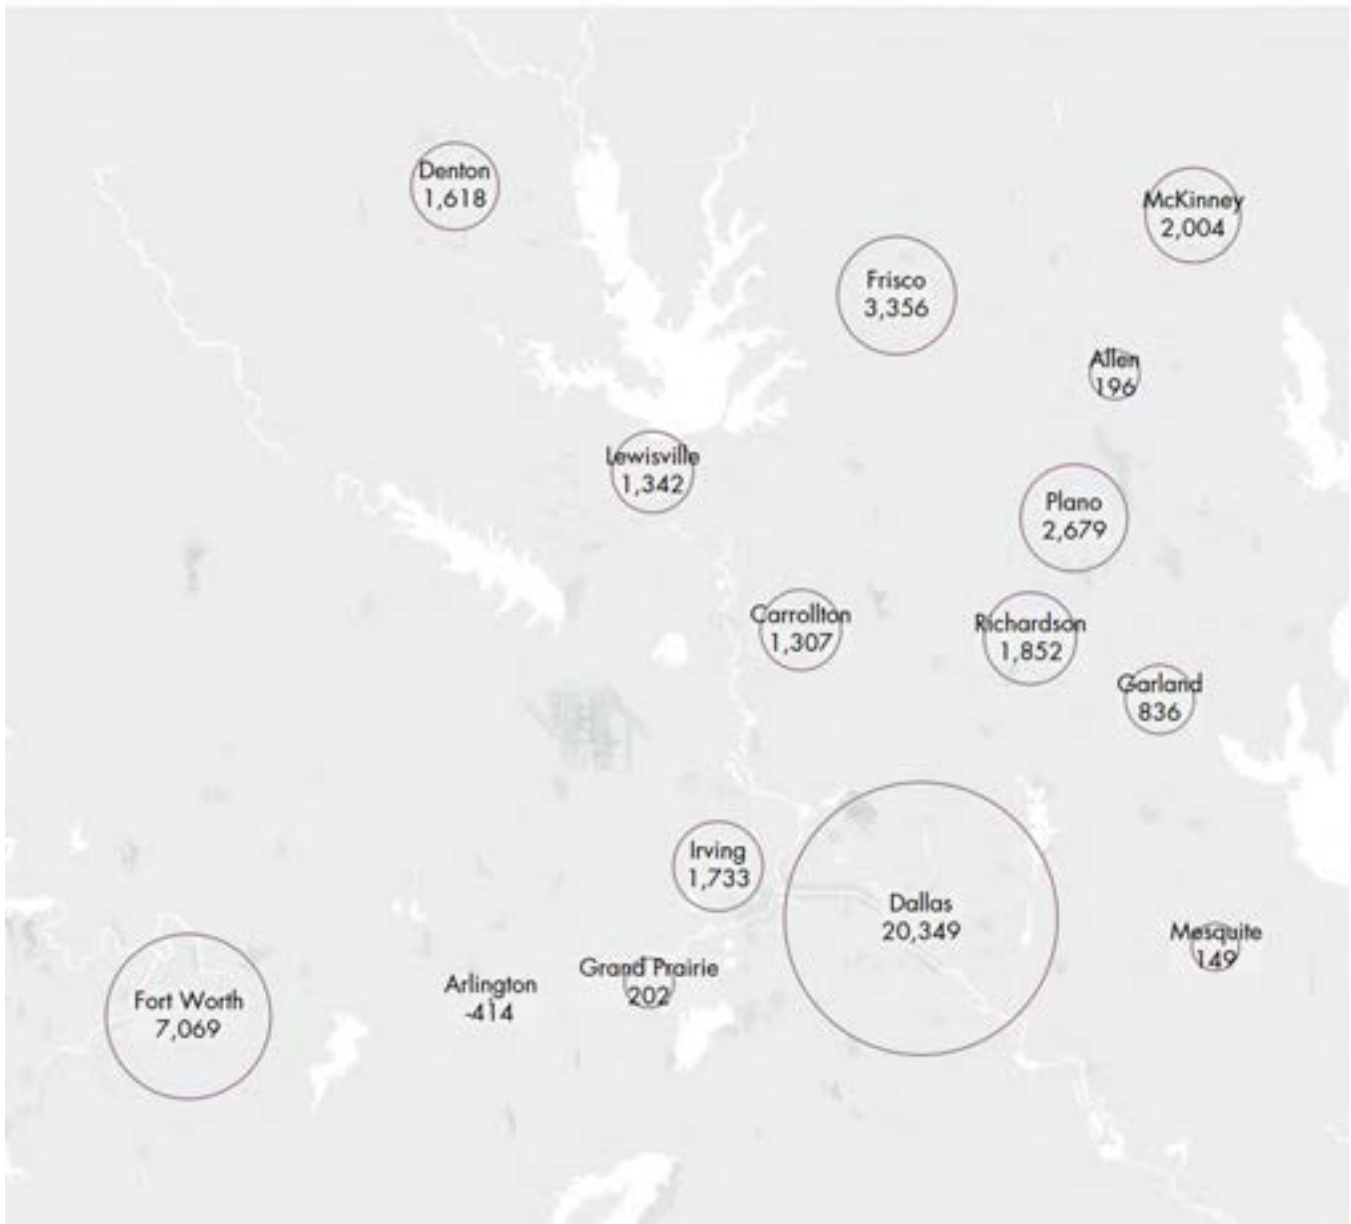 Denton
1,618
McKinney
2,004
Frisco
3,356
Allen
196
Lewisville
1,342
Plano
2,679
Carrollton
1,307
Richardson
1,852
Garland
836
Irving
1,733
Dallas
20,349
Mesquite
149
Grand Prairie
202
Arlington
-414
Fort Worth
7,069